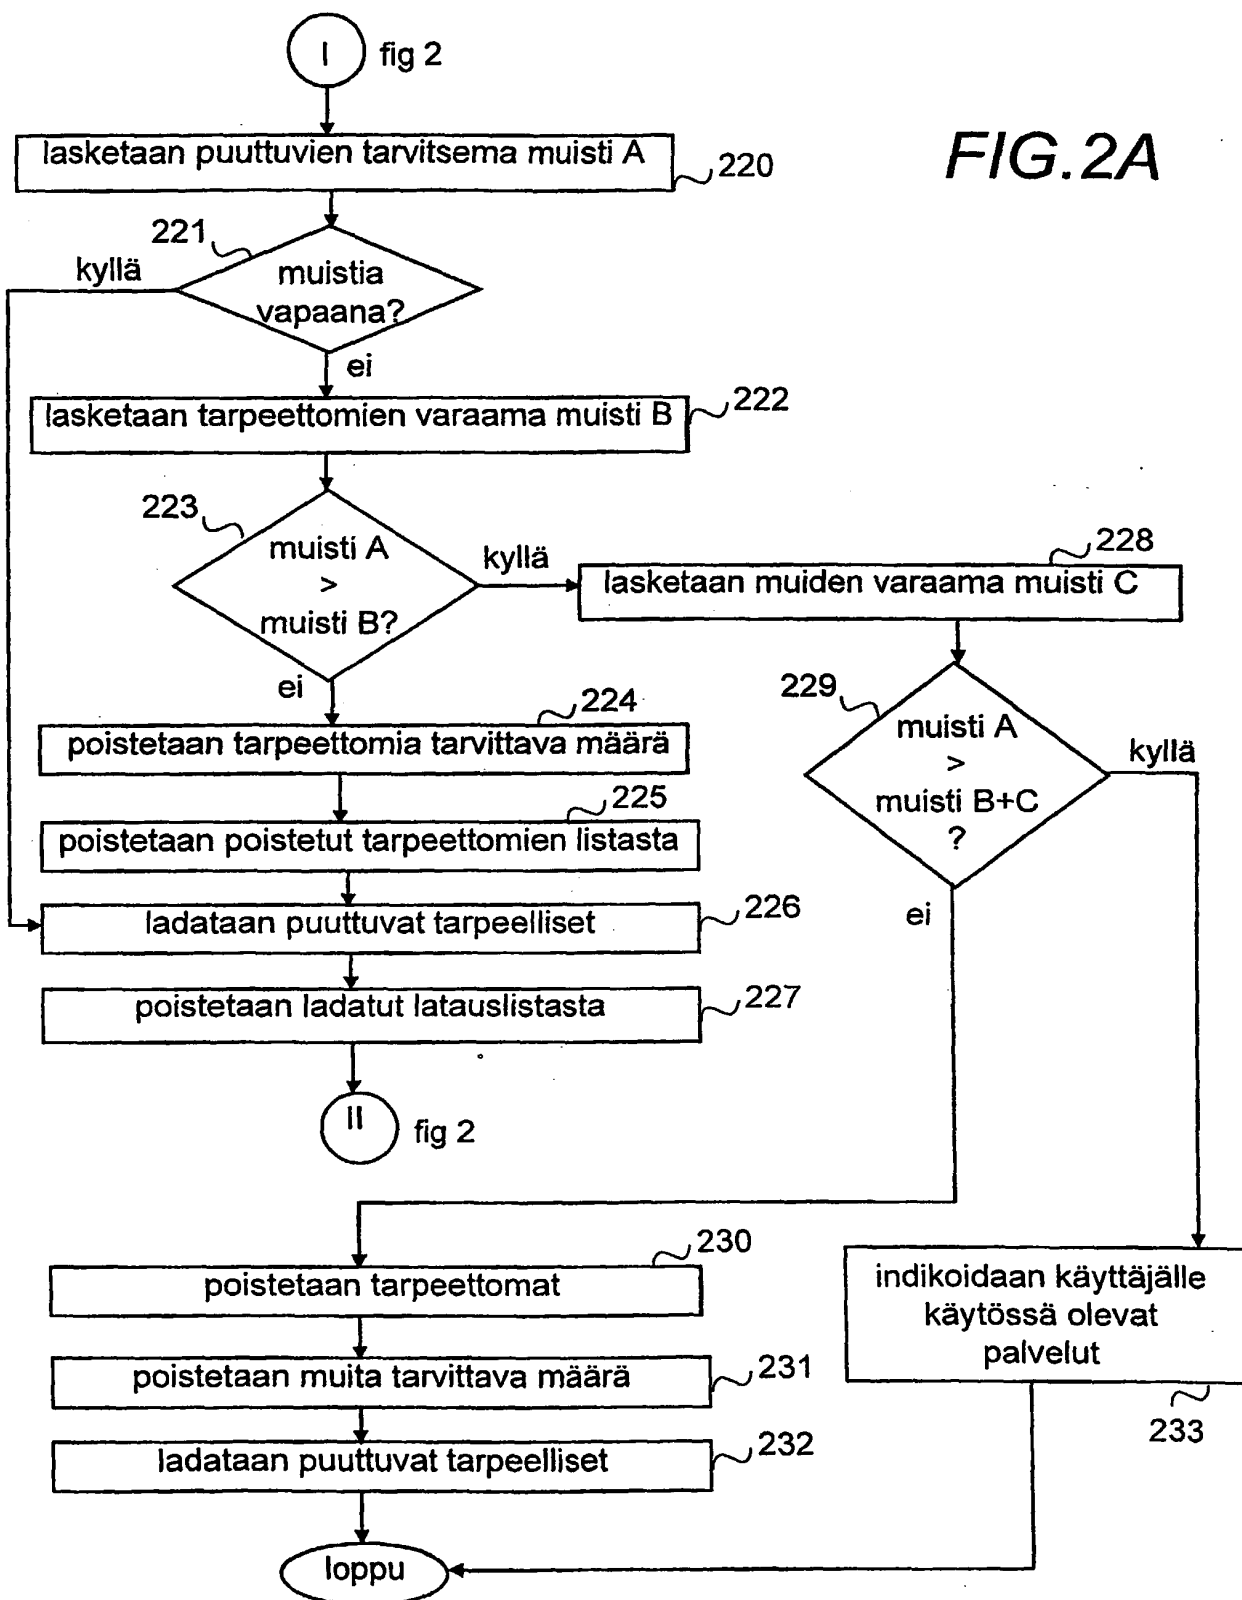 I
fig 2
FIG.2A
lasketaan puuttuvien tarvitsema muisti A
220
221
kyllä
muistia
vapaana?
ei
lasketaan tarpeettomien varaama muisti B
222
223
muisti A
>
muisti B?
kyllä
ei
228
lasketaan muiden varaama muisti C
229
muisti A
>
muisti B+C
?
kyllä
ei
224
poistetaan tarpeettomia tarvittava määrä
225
poistetaan poistetut tarpeettomien listasta
ladataan puuttuvat tarpeelliset
226
poistetaan ladatut latauslistasta
227
II
fig 2
230
poistetaan tarpeettomat
poistetaan muita tarvittava määrä
231
ladataan puuttuvat tarpeelliset
232
indikoidaan käyttäjälle
käytössä olevat
palvelut
233
loppu